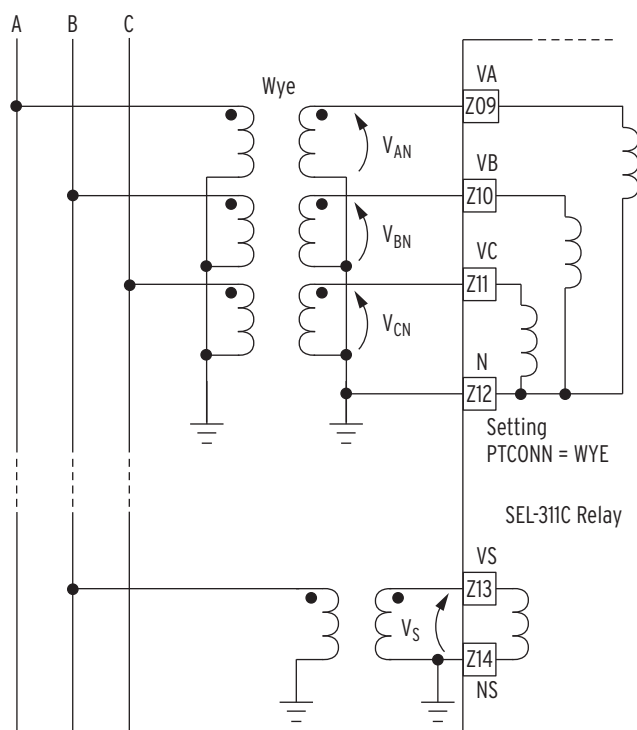 A B C
VA
Wye
Z09
VAN
VB
Z10
VBN
VC
Z11
VCN
N
Z12
Setting
PTCONN = WYE
SEL-311C Relay
VS
Z13
VS
Z14
NS